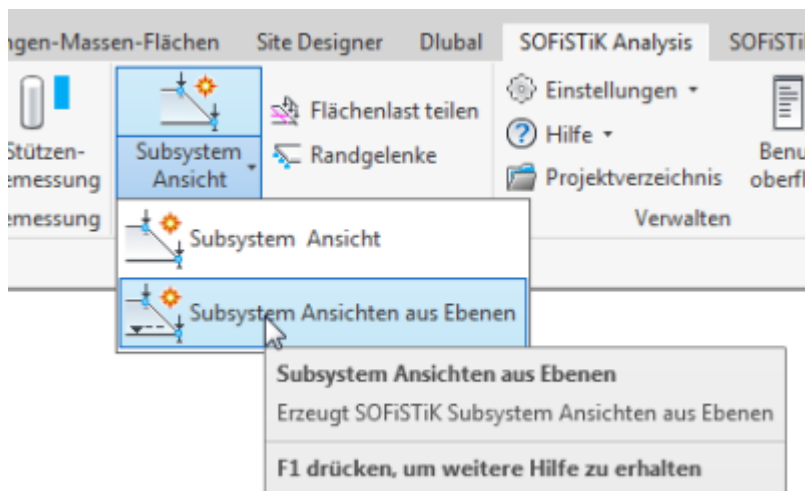 ngen-Massen-Flächen Site Designer Dlubal SOFiSTiK Analysis SOFiSTi
Stützen- Subsystem Flächenlast teilen Einstellungen
emessung Ansicht Randgelenke Hilfe Benu
Projektverzeichnis oberfl
emessung Verwalten
Subsystem Ansicht
Subsystem Ansichten aus Ebenen
Subsystem Ansichten aus Ebenen
Erzeugt SOFiSTiK Subsystem Ansichten aus Ebenen
F1 drücken, um weitere Hilfe zu erhalten